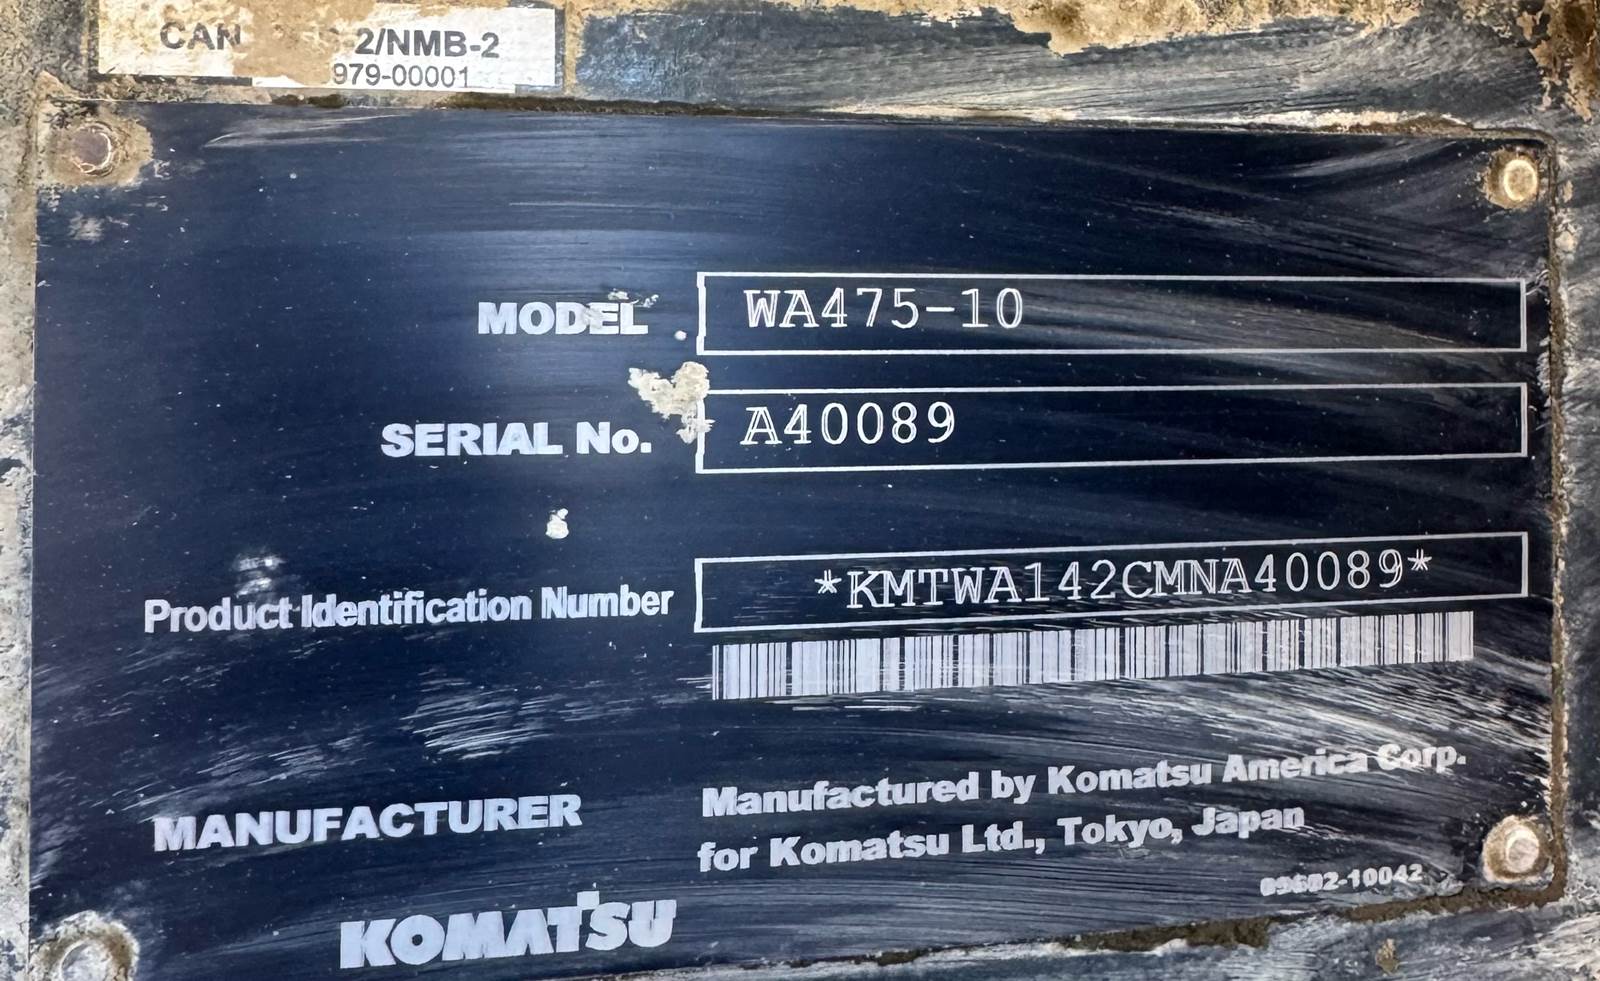 CAN 2/NMB-2
979-00001
MODEL WA475-10
SERIAL No. A40089
Product Identification Number *KMTWA142CMNA40089*
MANUFACTURER Manufactured by Komatsu America Corp.
for Komatsu Ltd., Tokyo, Japan
09602-10042
KOMATSU